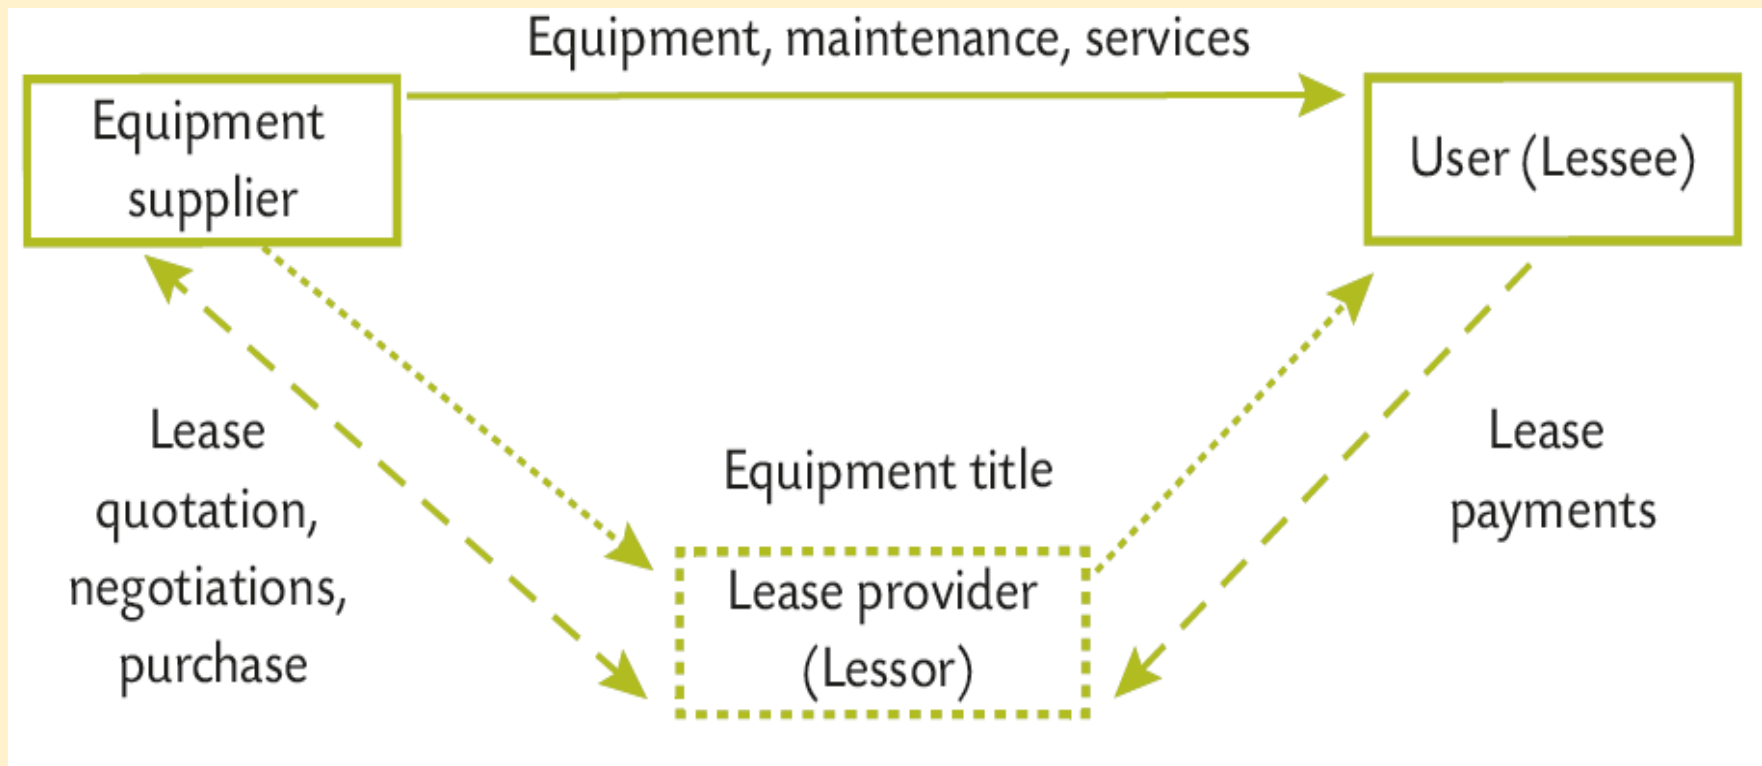 Equipment, maintenance, services
Equipment
supplier
User (Lessee)
Lease
quotation,
negotiations,
purchase
Equipment title
Lease provider
(Lessor)
Lease
payments